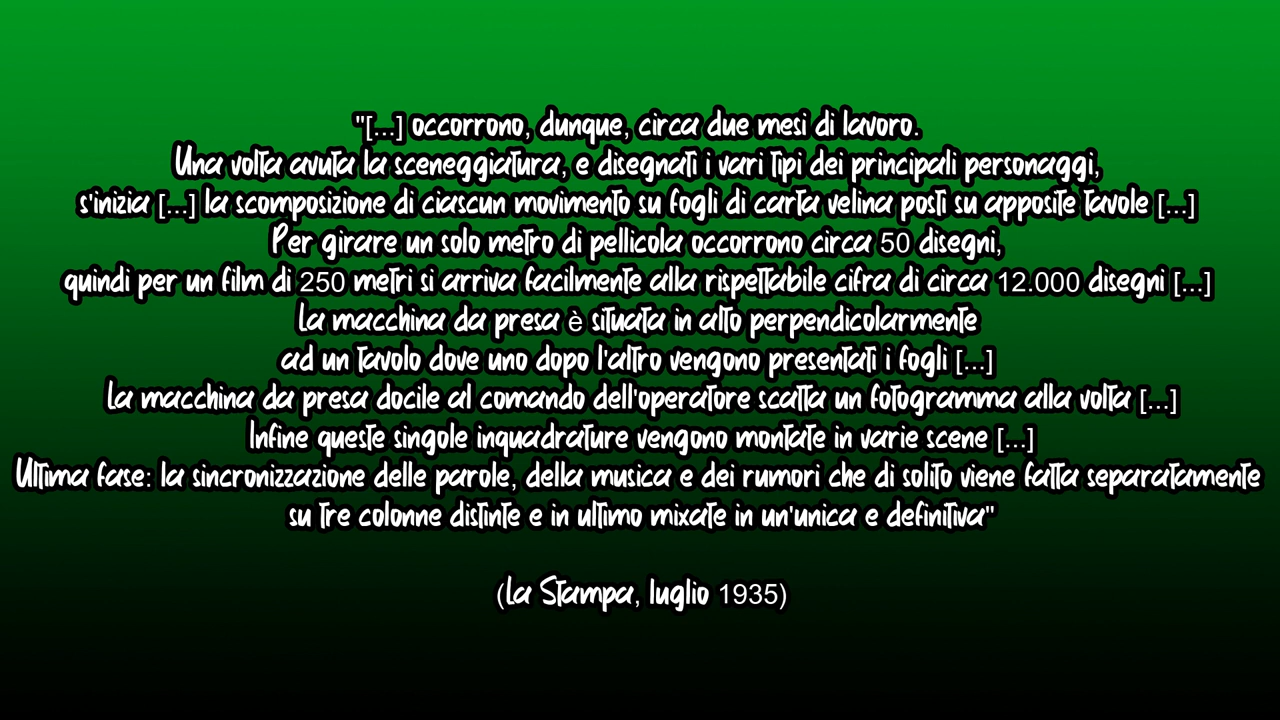 "[...] occorrono, dunque, circa due mesi di lavoro.
Una volta avuta la sceneggiatura, e disegnati i vari tipi dei principali personaggi,
s'inizia [...] la scomposizione di ciascun movimento su fogli di carta velina posti su apposite tavole [...]
Per girare un solo metro di pellicola occorrono circa 50 disegni,
quindi per un film di 250 metri si arriva facilmente alla rispettabile cifra di circa 12.000 disegni [...]
La macchina da presa è situata in alto perpendicolarmente
ad un tavolo dove uno dopo l'altro vengono presentati i fogli [...]
La macchina da presa docile al comando dell'operatore scatta un fotogramma alla volta [...]
Infine queste singole inquadrature vengono montate in varie scene [...]
Ultima fase: la sincronizzazione delle parole, della musica e dei rumori che di solito viene fatta separatamente
su tre colonne distinte e in ultimo mixate in un'unica e definitiva"
(La Stampa, luglio 1935)